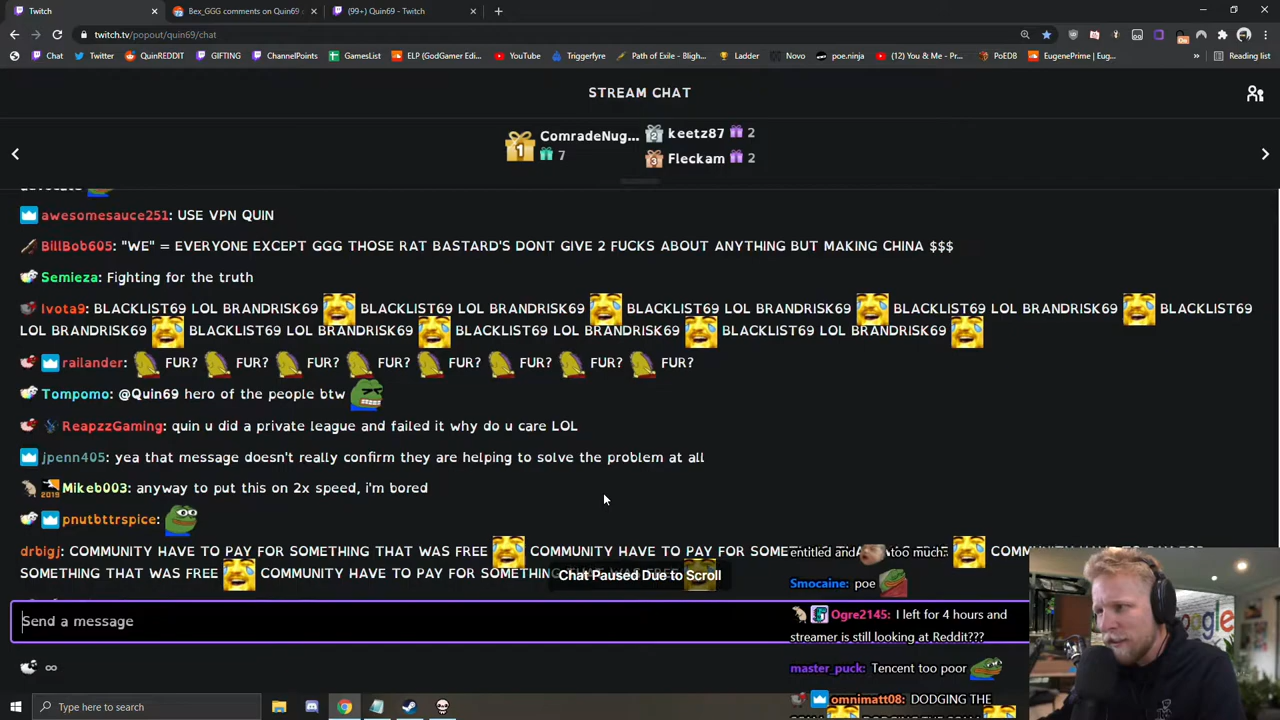 Twitch
Bex_GGG comments on Quin69
(99+) Quin69 - Twitch
twitch.tv/popout/quin69/chat
Chat
Twitter
QuinREDDIT
GIFTING
ChannelPoints
GamesList
ELP (GodGamer Edi...
YouTube
Triggerfyre
Path of Exile - Bligh...
Ladder
Novo
poe.ninja
(12) You & Me - Pr...
PoEDB
EugenePrime | Eug...
Reading list
STREAM CHAT
1 ComradeNug... 7
2 keetz87 2
3 Fleckam 2
awesomesauce251: USE VPN QUIN
BillBob605: "WE" = EVERYONE EXCEPT GGG THOSE RAT BASTARD'S DONT GIVE 2 FUCKS ABOUT ANYTHING BUT MAKING CHINA $$$
Semieza: Fighting for the truth
lvota9: BLACKLIST69 LOL BRANDRISK69 BLACKLIST69 LOL BRANDRISK69 BLACKLIST69 LOL BRANDRISK69 BLACKLIST69 LOL BRANDRISK69 BLACKLIST69
LOL BRANDRISK69 BLACKLIST69 LOL BRANDRISK69 BLACKLIST69 LOL BRANDRISK69 BLACKLIST69 LOL BRANDRISK69
railander: FUR? FUR? FUR? FUR? FUR? FUR? FUR? FUR?
Tompomo: @Quin69 hero of the people btw
ReapzzGaming: quin u did a private league and failed it why do u care LOL
jpenn405: yea that message doesn't really confirm they are helping to solve the problem at all
2019 Mikeb003: anyway to put this on 2x speed, i'm bored
pnutbttrspice:
drbigj: COMMUNITY HAVE TO PAY FOR SOMETHING THAT WAS FREE COMMUNITY HAVE TO PAY FOR
SOMETHING THAT WAS FREE COMMUNITY HAVE TO PAY FOR SOMETHING
Chat Paused Due to Scroll
Send a message
∞
entitled and too much
Smocaine: poe
Ogre2145: I left for 4 hours and
streamer is still looking at Reddit???
master_puck: Tencent too poor
omnimatt08: DODGING THE
Google
Type here to search